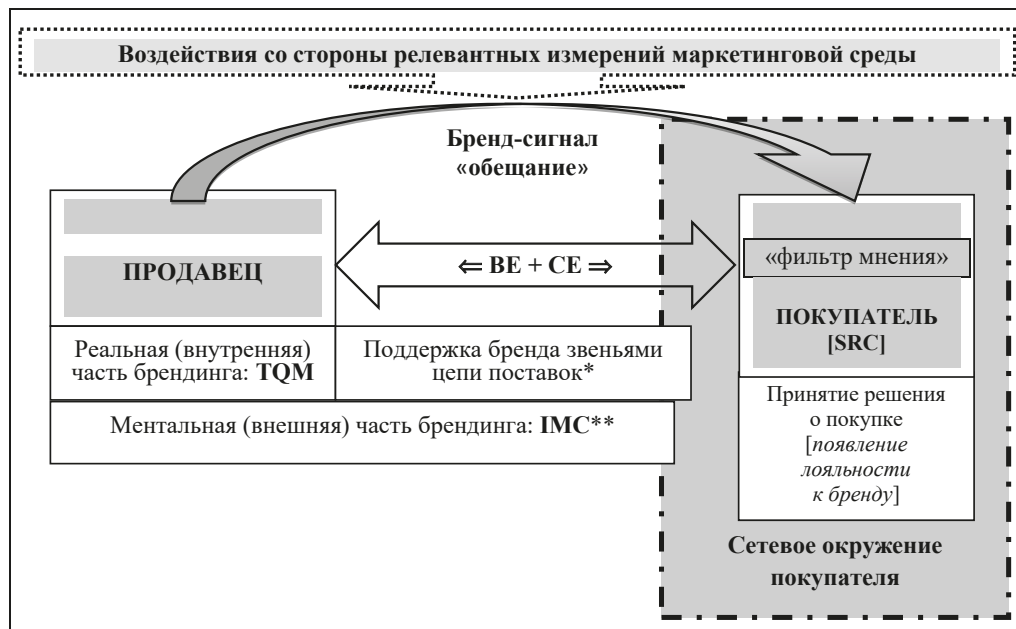 Воздействия со стороны релевантных измерений маркетинговой среды
Бренд-сигнал
«обещание»
ПРОДАВЕЦ
⇐ BE + CE ⇒
«фильтр мнения»
ПОКУПАТЕЛЬ
[SRC]
Реальная (внутренняя)
часть брендинга: TQM
Поддержка бренда звеньями
цепи поставок*
Ментальная (внешняя) часть брендинга: IMC**
Принятие решения
о покупке
[появление
лояльности
к бренду]
Сетевое окружение
покупателя